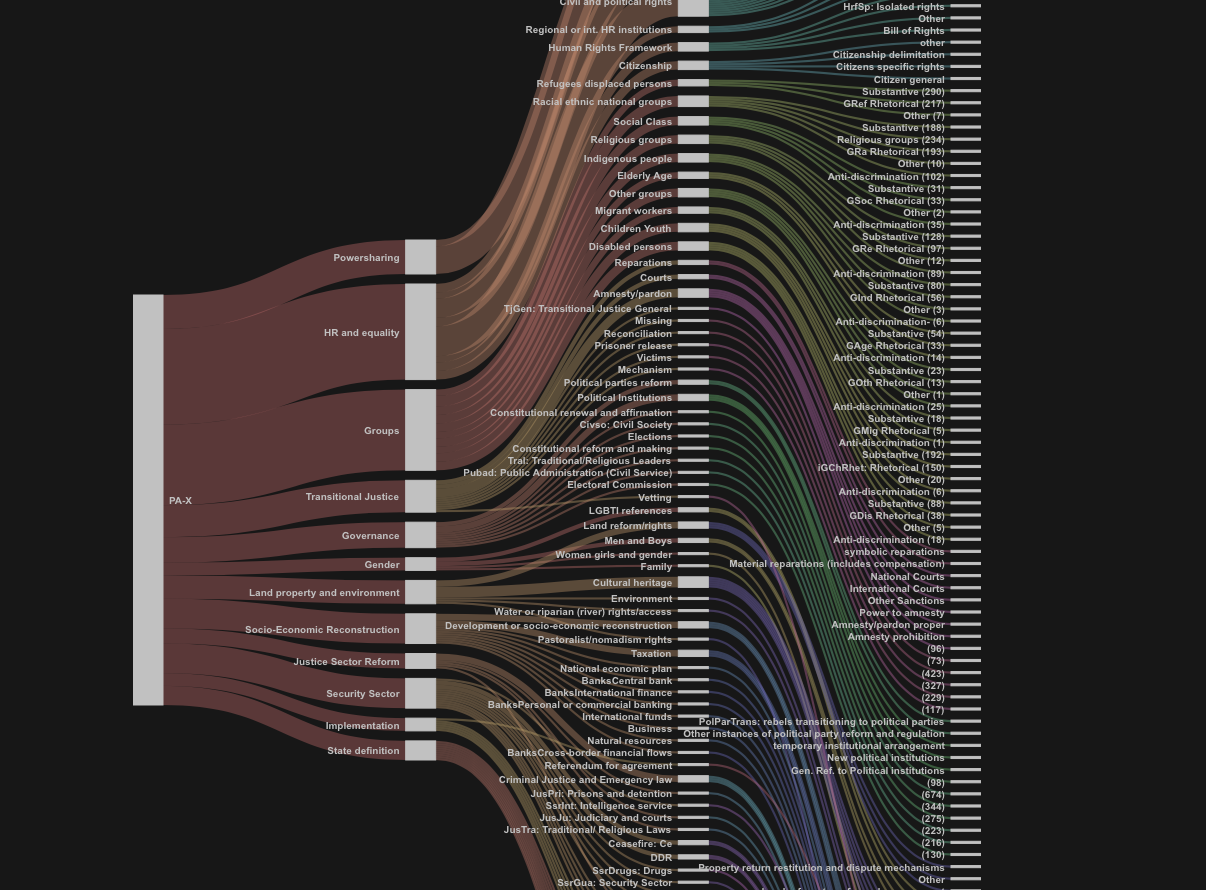 PA-X
Powersharing
HR and equality
Groups
Transitional Justice
Governance
Gender
Land property and environment
Socio-Economic Reconstruction
Justice Sector Reform
Security Sector
Implementation
State definition
Civil and political rights
Regional or int. HR institutions
Human Rights Framework
Citizenship
Refugees displaced persons
Racial ethnic national groups
Social Class
Religious groups
Indigenous people
Elderly Age
Other groups
Migrant workers
Children Youth
Disabled persons
Reparations
Courts
Amnesty/pardon
TjGen: Transitional Justice General
Missing
Reconciliation
Prisoner release
Victims
Mechanism
Political parties reform
Political Institutions
Constitutional renewal and affirmation
Civso: Civil Society
Elections
Constitutional reform and making
Tral: Traditional/Religious Leaders
Pubad: Public Administration (Civil Service)
Electoral Commission
Vetting
LGBTI references
Land reform/rights
Men and Boys
Women girls and gender
Family
Cultural heritage
Environment
Water or riparian (river) rights/access
Development or socio-economic reconstruction
Pastoralist/nomadism rights
Taxation
National economic plan
BanksCentral bank
BanksInternational finance
BanksPersonal or commercial banking
International funds
Business
Natural resources
BanksCross-border financial flows
Referendum for agreement
Criminal Justice and Emergency law
JusPri: Prisons and detention
SsrInt: Intelligence service
JusJu: Judiciary and courts
JusTra: Traditional/ Religious Laws
Ceasefire: Ce
DDR
SsrDrugs: Drugs
SsrGua: Security Sector
HrfSp: Isolated rights
Other
Bill of Rights
other
Citizenship delimitation
Citizens specific rights
Citizen general
Substantive (290)
GRef Rhetorical (217)
Other (7)
Substantive (188)
Religious groups (234)
GRa Rhetorical (193)
Other (10)
Anti-discrimination (102)
Substantive (31)
GSoc Rhetorical (33)
Other (2)
Anti-discrimination (35)
Substantive (128)
GRe Rhetorical (97)
Other (12)
Anti-discrimination (89)
Substantive (80)
GInd Rhetorical (56)
Other (3)
Anti-discrimination- (6)
Substantive (54)
GAge Rhetorical (33)
Anti-discrimination (14)
Substantive (23)
GOth Rhetorical (13)
Other (1)
Anti-discrimination (25)
Substantive (18)
GMig Rhetorical (5)
Anti-discrimination (1)
Substantive (192)
iGChRhet: Rhetorical (150)
Other (20)
Anti-discrimination (6)
Substantive (88)
GDis Rhetorical (38)
Other (5)
Anti-discrimination (18)
symbolic reparations
Material reparations (includes compensation)
National Courts
International Courts
Other Sanctions
Power to amnesty
Amnesty/pardon proper
Amnesty prohibition
(96)
(73)
(423)
(327)
(229)
(117)
PolParTrans: rebels transitioning to political parties
Other instances of political party reform and regulation
temporary institutional arrangement
New political institutions
Gen. Ref. to Political institutions
(98)
(674)
(344)
(275)
(223)
(216)
(130)
Property return restitution and dispute mechanisms
Other